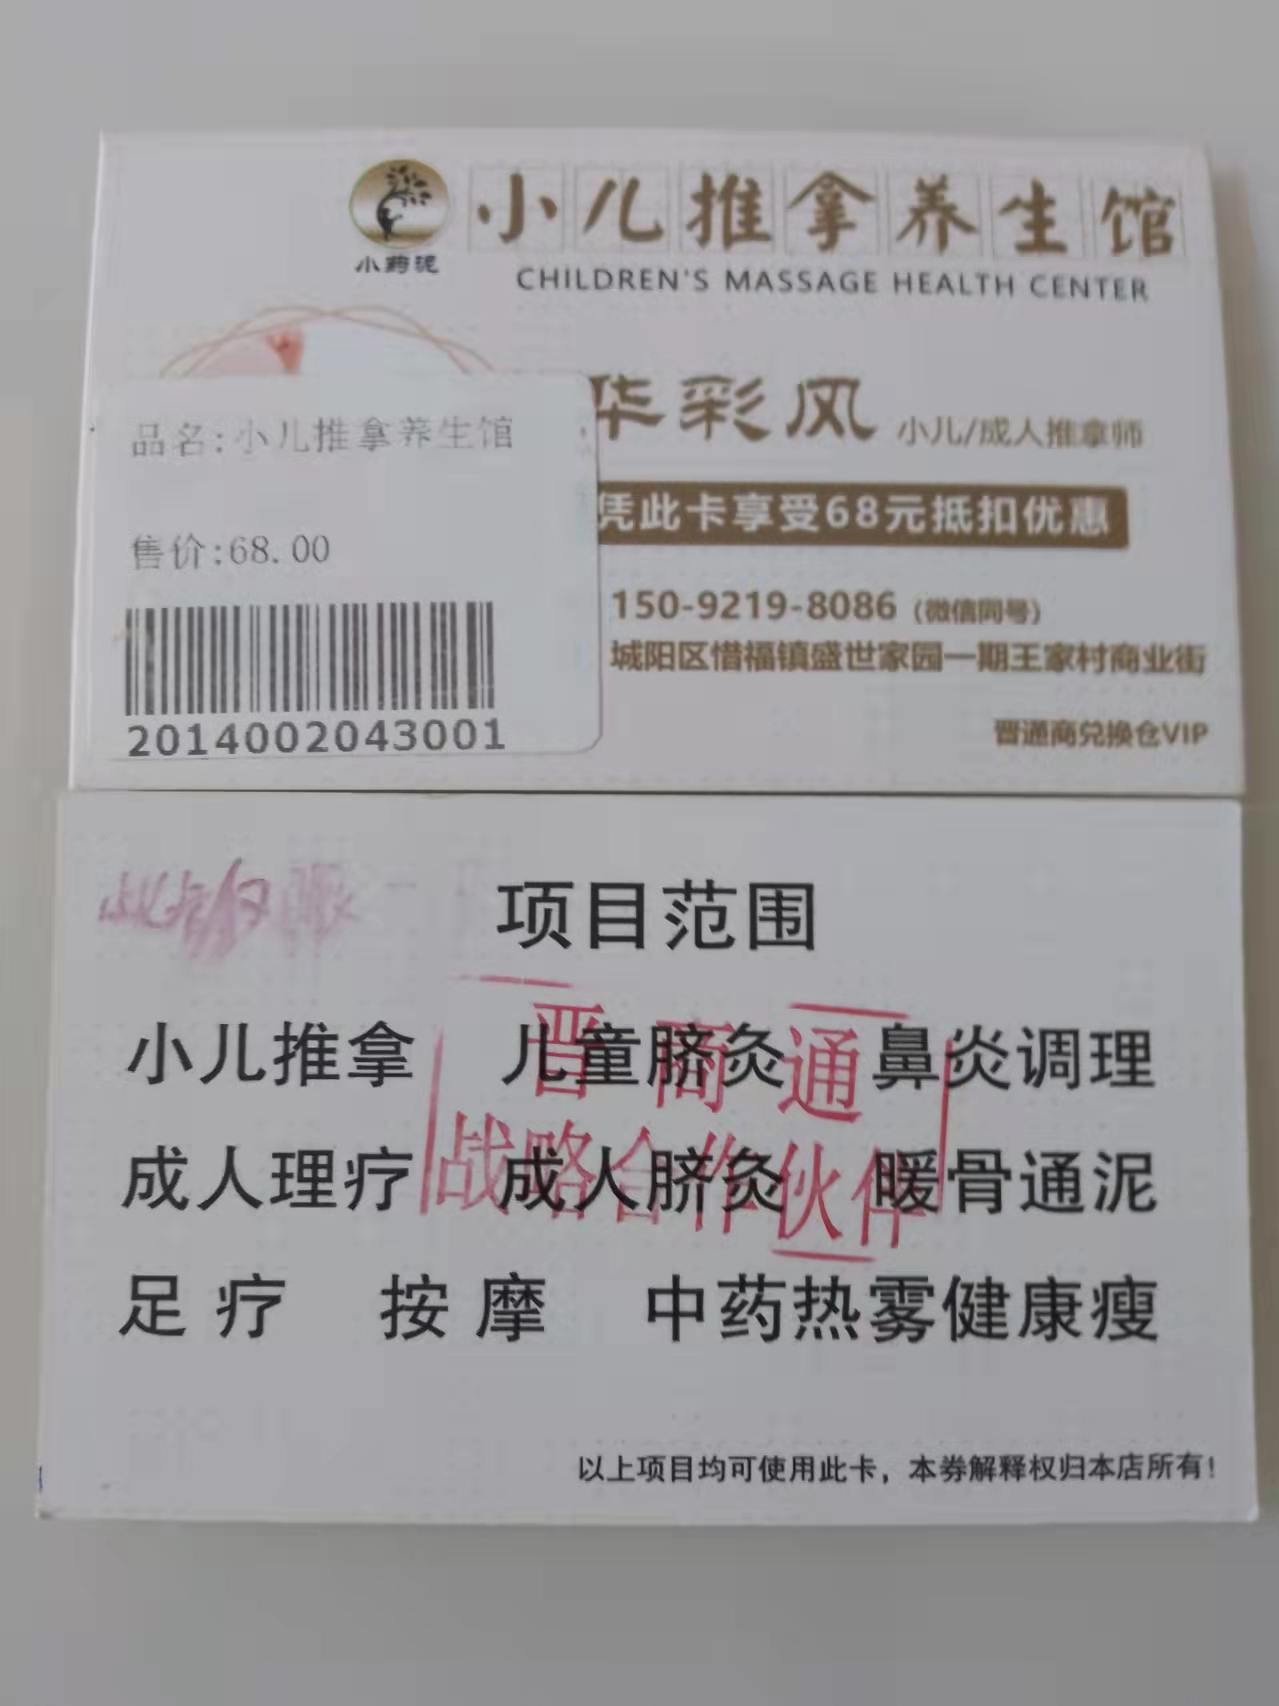 小儿推拿养生馆
小药泥
CHILDREN'S MASSAGE HEALTH CENTER
华彩风 小儿/成人推拿师
品名:小儿推拿养生馆
凭此卡享受68元抵扣优惠
售价:68.00
150-9219-8086（微信同号）
城阳区惜福镇盛世家园一期王家村商业街
2014002043001
晋通商兑换仓VIP
此卡仅限
项目范围
小儿推拿 儿童脐灸 鼻炎调理
晋商通
成人理疗 成人脐灸 暖骨通泥
战略合作伙伴
足疗 按摩 中药热雾健康瘦
以上项目均可使用此卡，本券解释权归本店所有！